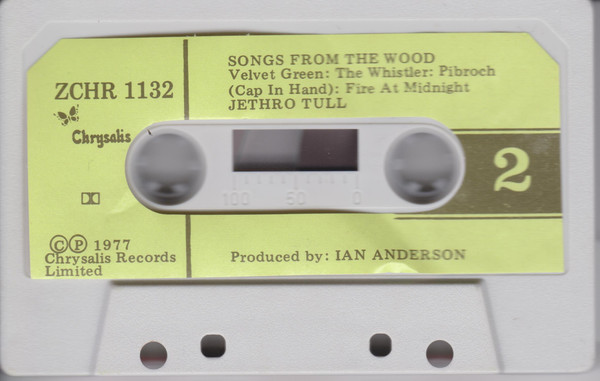 SONGS FROM THE WOOD
Velvet Green: The Whistler: Pibroch
(Cap In Hand): Fire At Midnight
JETHRO TULL
ZCHR 1132
Chrysalis
2
100 50 0
© ℗ 1977
Chrysalis Records
Limited
Produced by: IAN ANDERSON